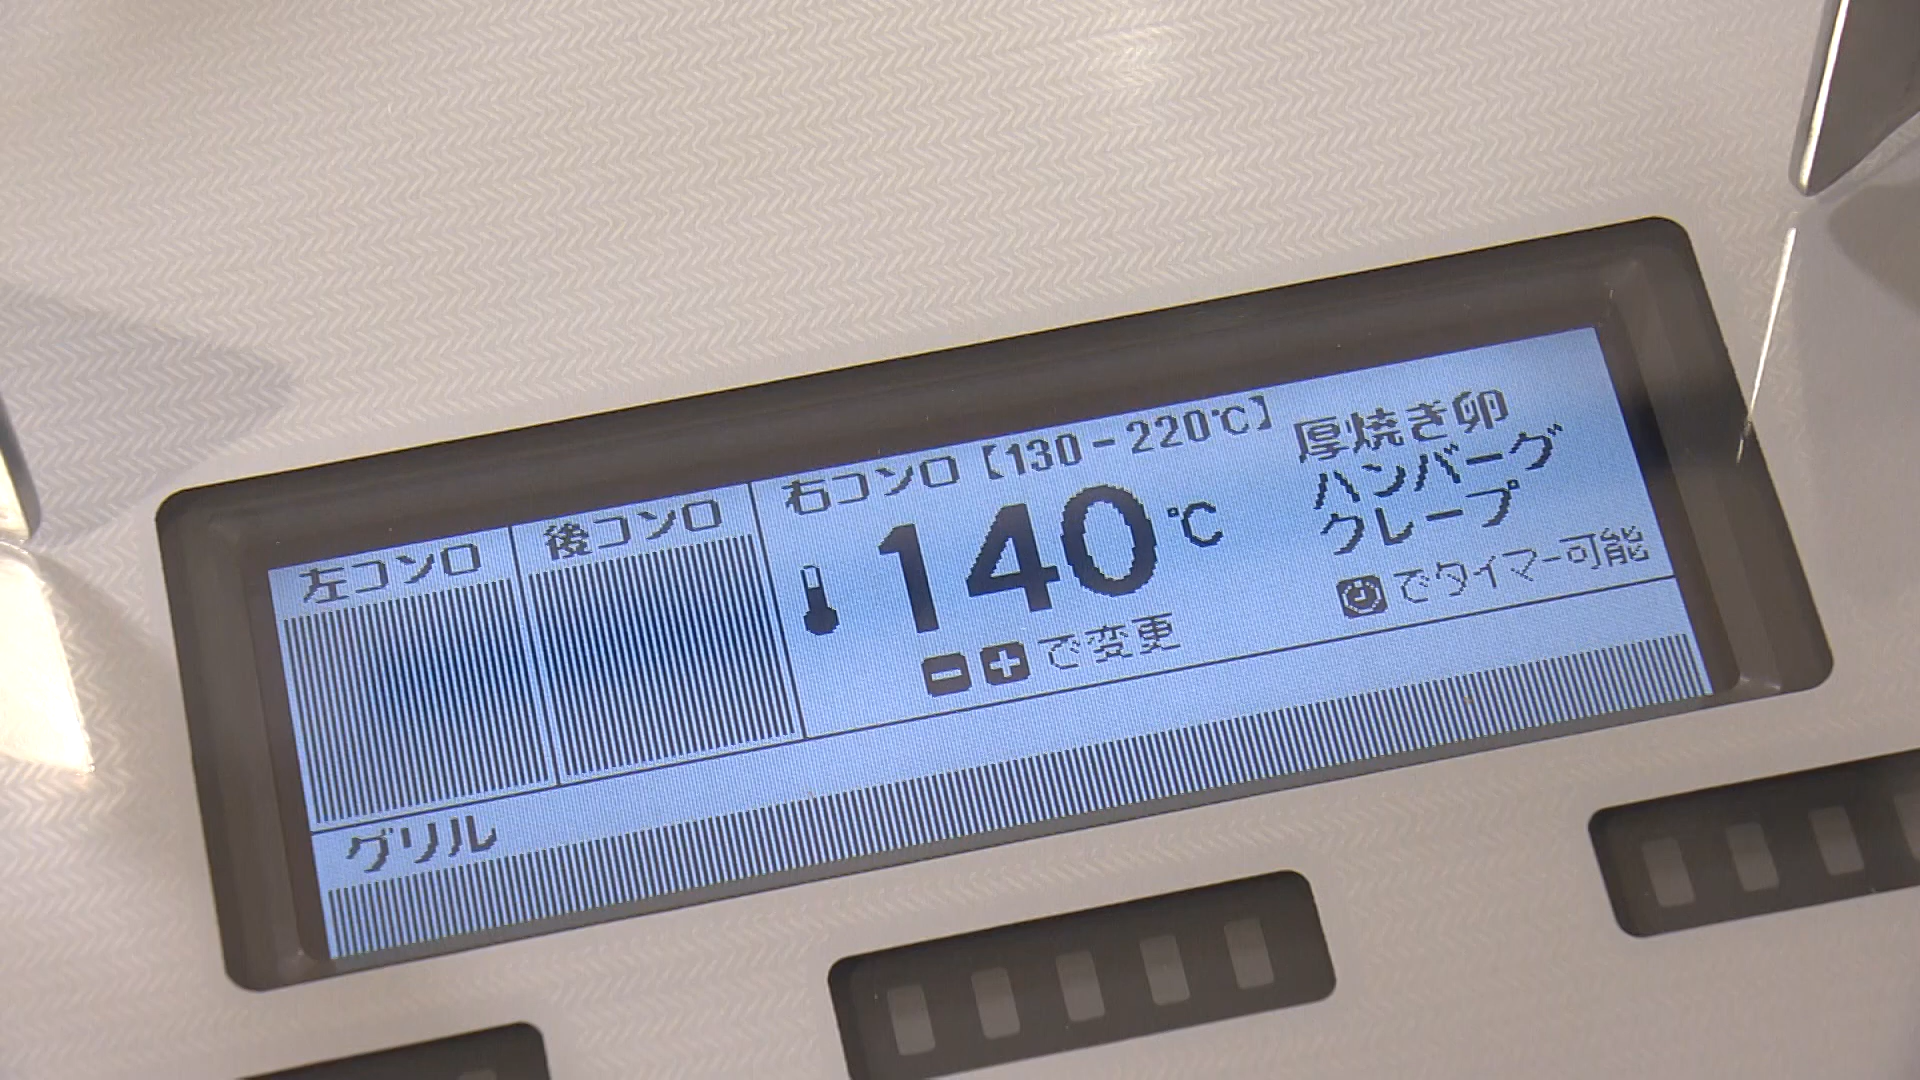 左コンロ
後コンロ
右コンロ【130-220℃】
140℃
-+で変更
厚焼き卵
ハンバーグ
クレープ
でタイマー可能
グリル